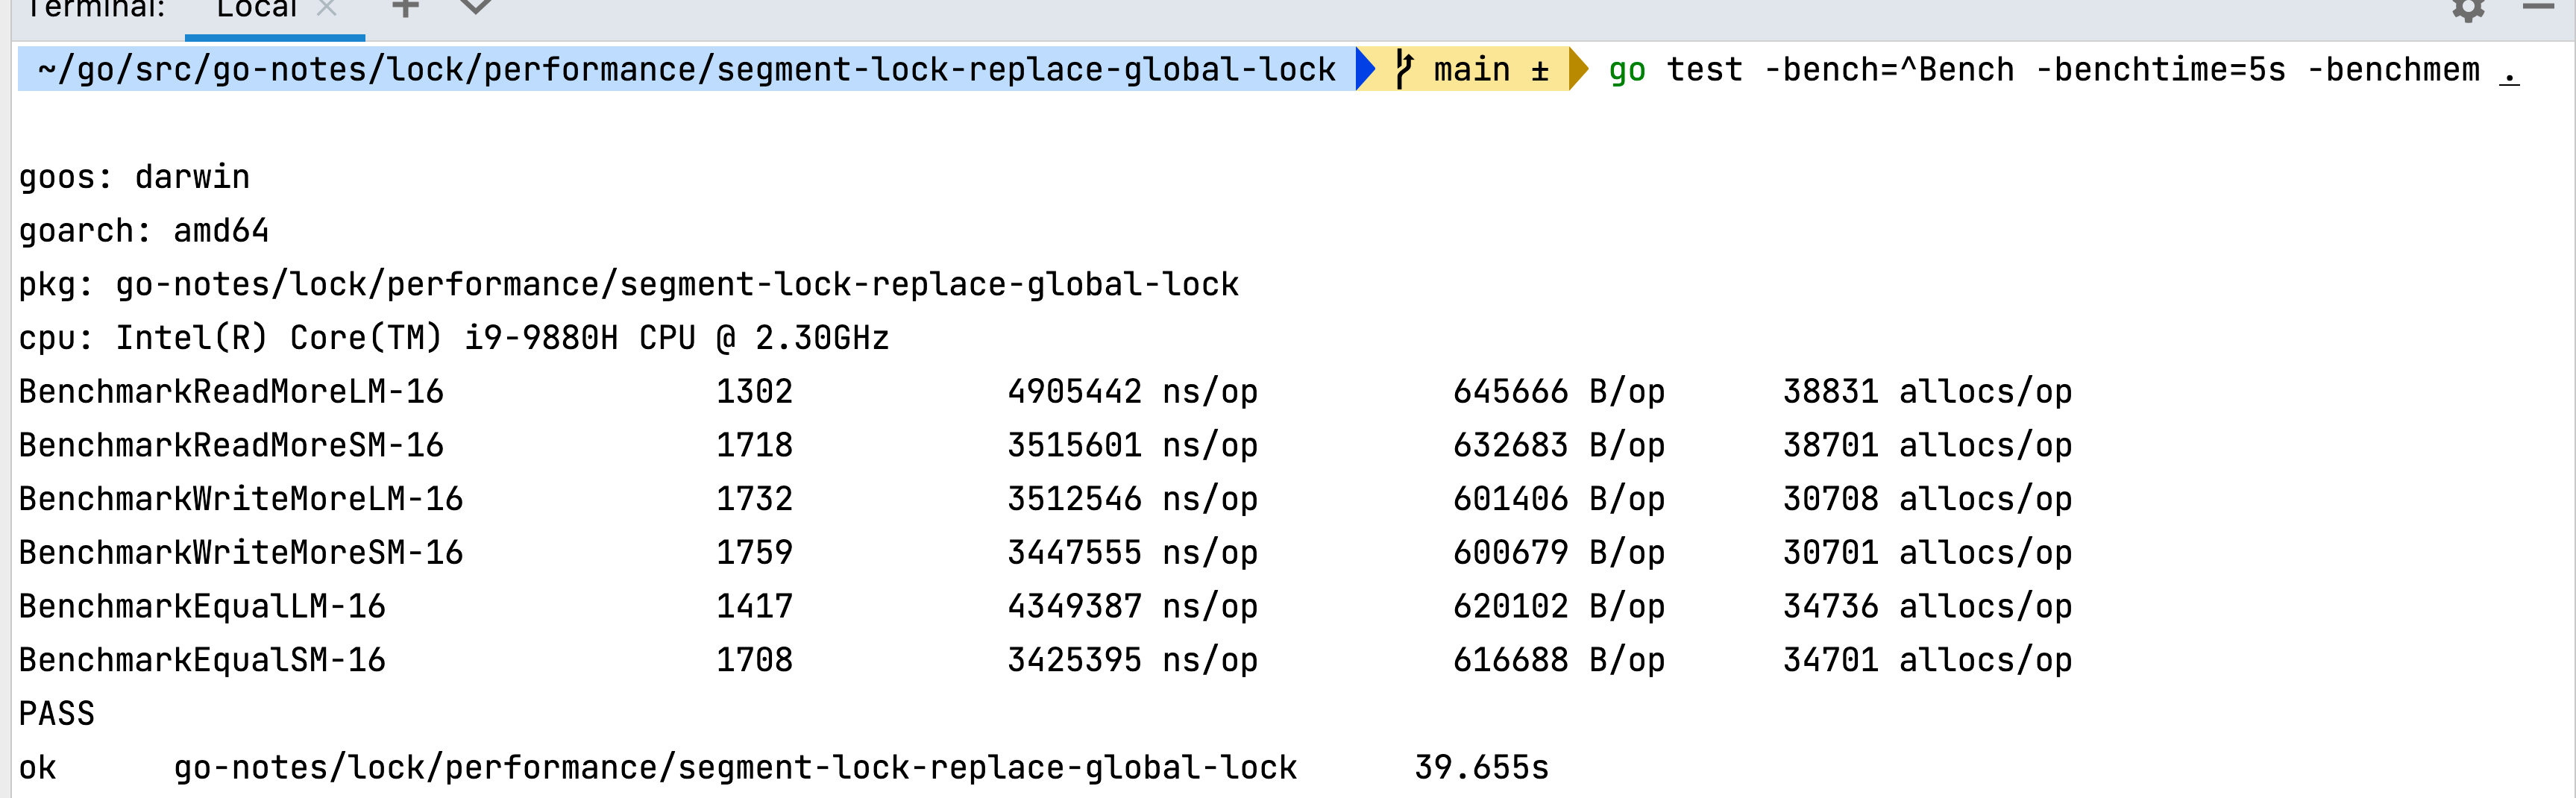 Terminal: Local
~/go/src/go-notes/lock/performance/segment-lock-replace-global-lock main ± go test -bench=^Bench -benchtime=5s -benchmem .
goos: darwin
goarch: amd64
pkg: go-notes/lock/performance/segment-lock-replace-global-lock
cpu: Intel(R) Core(TM) i9-9880H CPU @ 2.30GHz
BenchmarkReadMoreLM-16 1302 4905442 ns/op 645666 B/op 38831 allocs/op
BenchmarkReadMoreSM-16 1718 3515601 ns/op 632683 B/op 38701 allocs/op
BenchmarkWriteMoreLM-16 1732 3512546 ns/op 601406 B/op 30708 allocs/op
BenchmarkWriteMoreSM-16 1759 3447555 ns/op 600679 B/op 30701 allocs/op
BenchmarkEqualLM-16 1417 4349387 ns/op 620102 B/op 34736 allocs/op
BenchmarkEqualSM-16 1708 3425395 ns/op 616688 B/op 34701 allocs/op
PASS
ok go-notes/lock/performance/segment-lock-replace-global-lock 39.655s